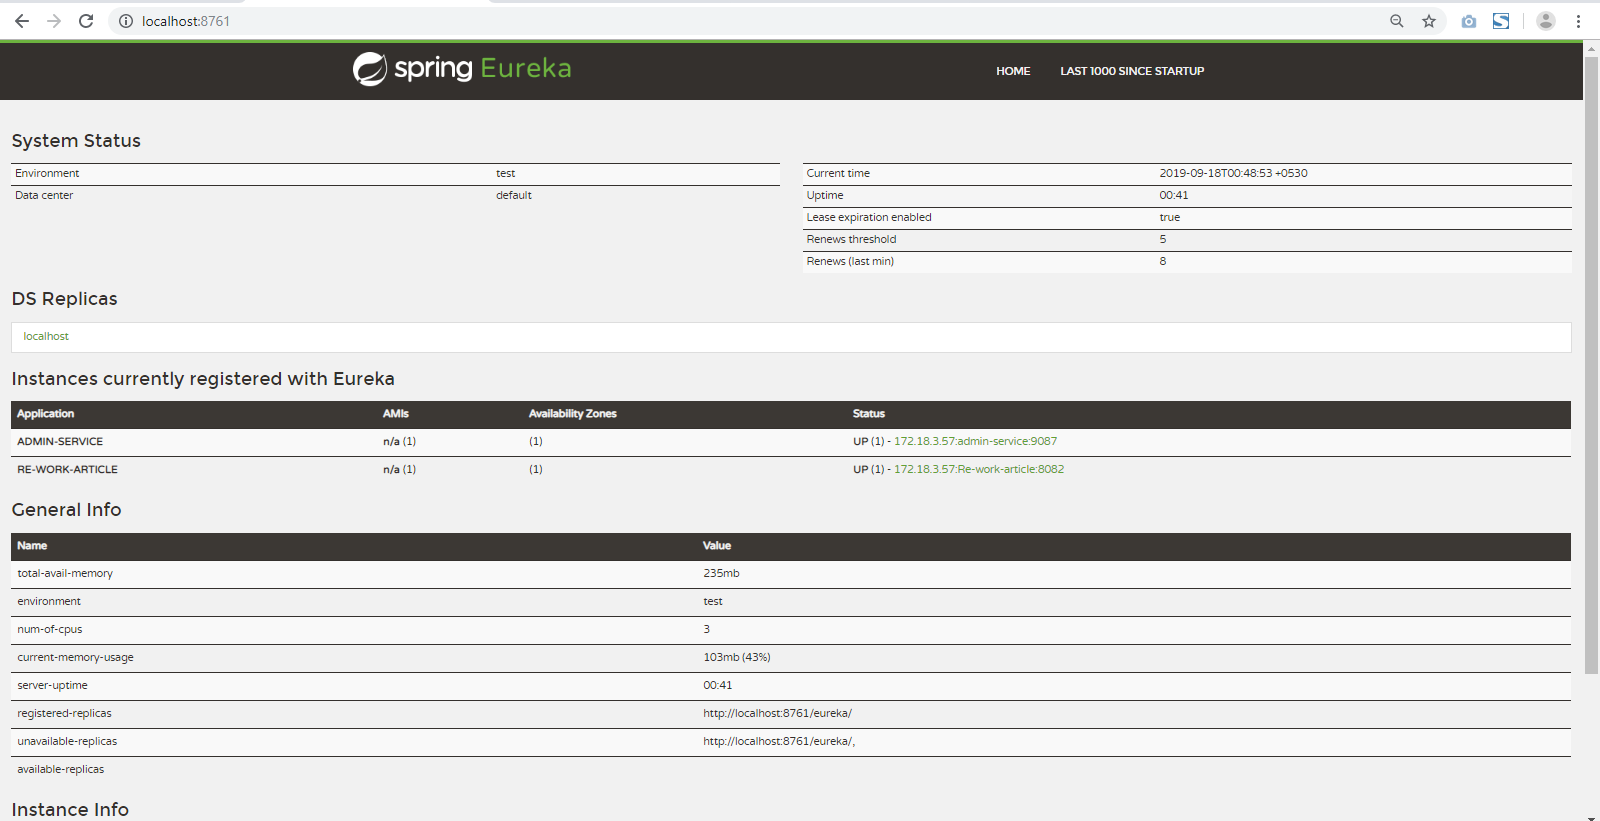 localhost:8761
spring Eureka
HOME LAST 1000 SINCE STARTUP
System Status
Environment test
Data center default
Current time 2019-09-18T00:48:53 +0530
Uptime 00:41
Lease expiration enabled true
Renews threshold 5
Renews (last min) 8
DS Replicas
localhost
Instances currently registered with Eureka
Application AMIs Availability Zones Status
ADMIN-SERVICE n/a (1) (1) UP (1) - 172.18.3.57:admin-service:9087
RE-WORK-ARTICLE n/a (1) (1) UP (1) - 172.18.3.57:Re-work-article:8082
General Info
Name Value
total-avail-memory 235mb
environment test
num-of-cpus 3
current-memory-usage 103mb (43%)
server-uptime 00:41
registered-replicas http://localhost:8761/eureka/
unavailable-replicas http://localhost:8761/eureka/,
available-replicas
Instance Info